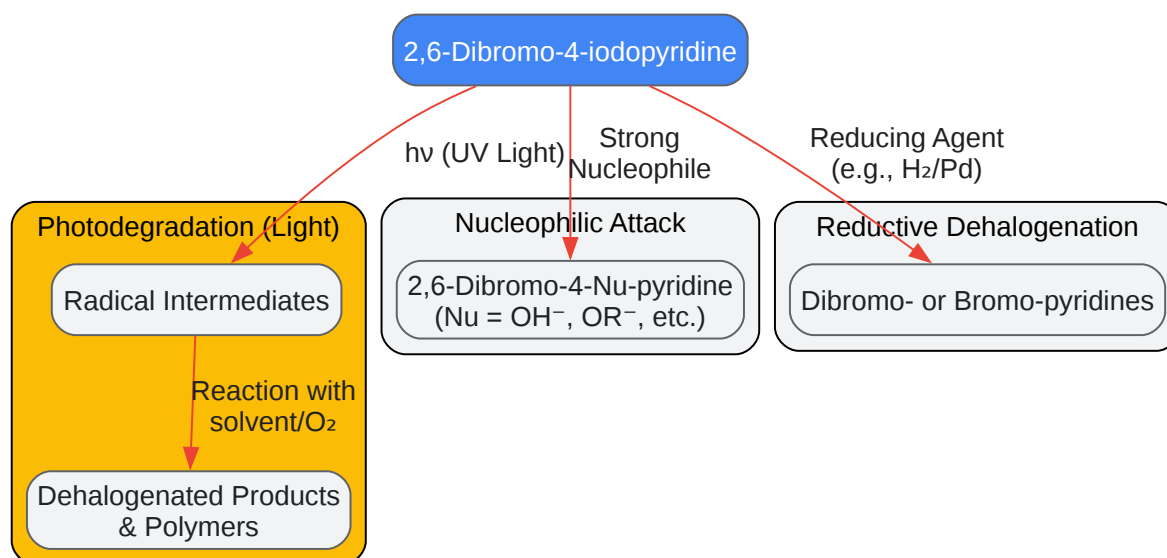 2,6-Dibromo-4-iodopyridine
hν (UV Light)
Strong
Nucleophile
Reducing Agent
(e.g., H₂/Pd)
Photodegradation (Light)
Radical Intermediates
Reaction with
solvent/O₂
Dehalogenated Products
& Polymers
Nucleophilic Attack
2,6-Dibromo-4-Nu-pyridine
(Nu = OH⁻, OR⁻, etc.)
Reductive Dehalogenation
Dibromo- or Bromo-pyridines